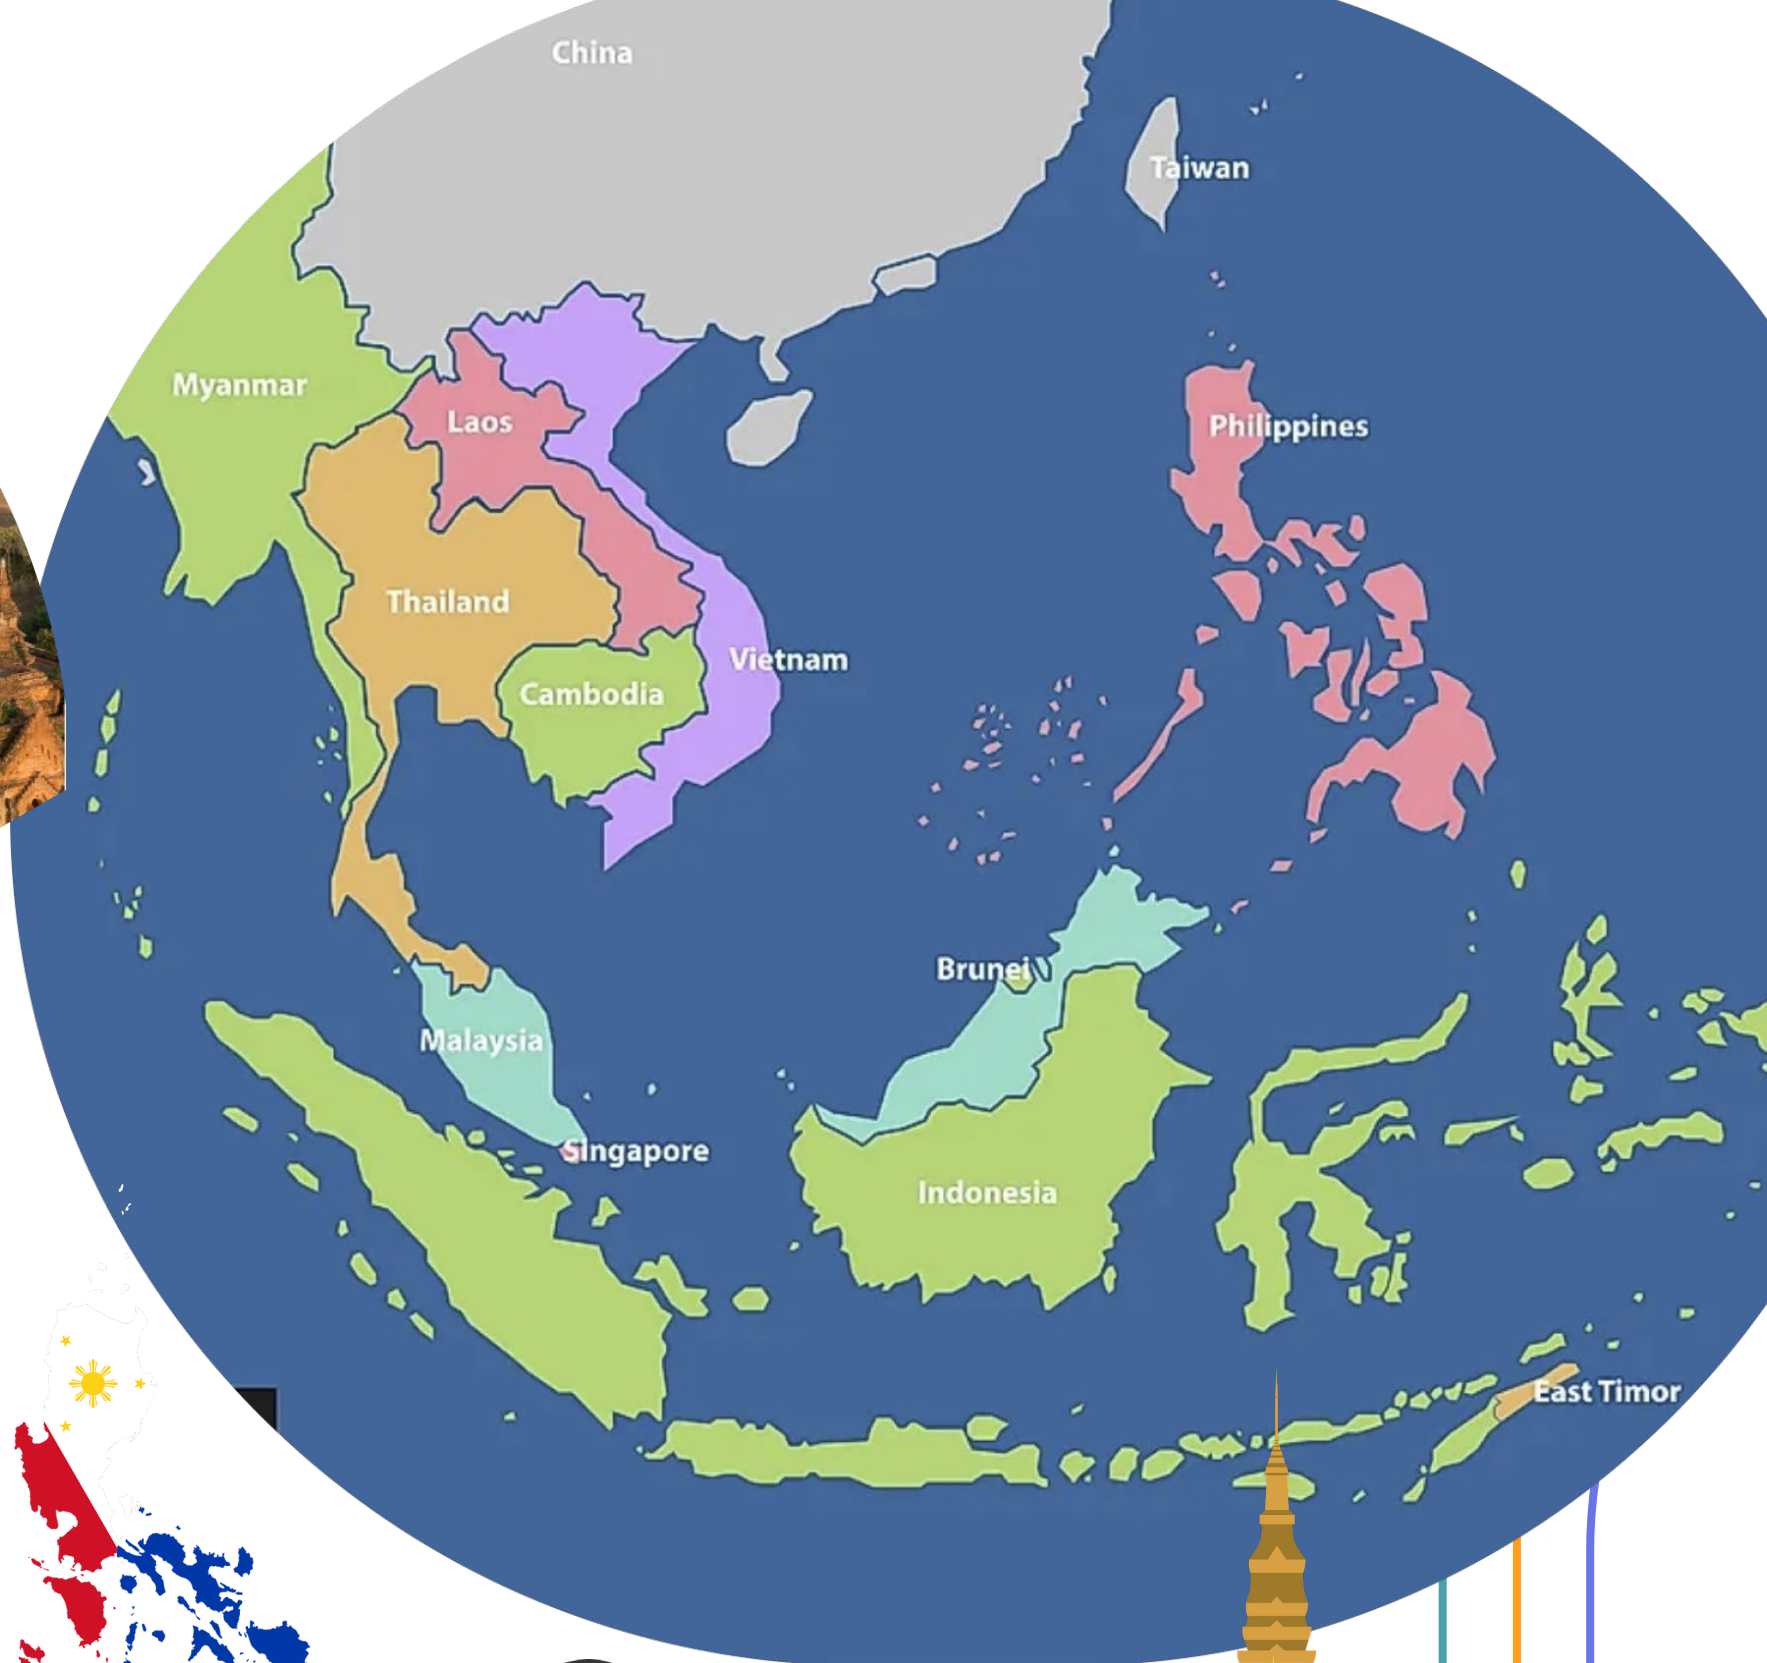 China
Taiwan
Myanmar
Laos
Philippines
Thailand
Vietnam
Cambodia
Brunei
Malaysia
SIngapore
Indonesia
East Timor